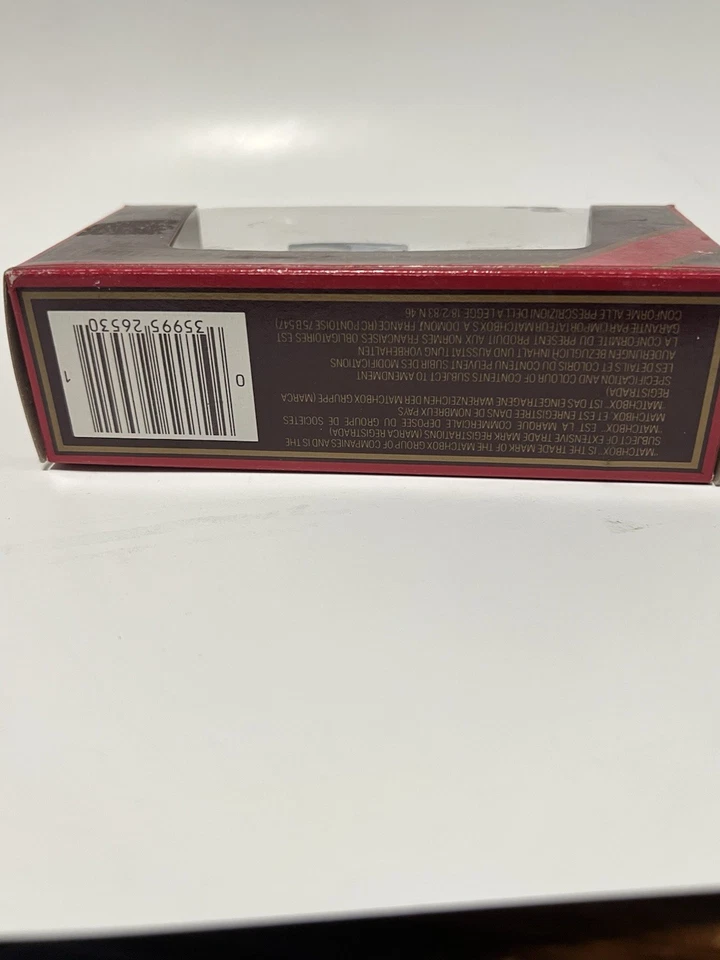 "MATCHBOX" IS THE TRADE MARK OF THE MATCHBOX GROUP OF COMPANIES AND IS THE
SUBJECT OF EXTENSIVE TRADE MARK REGISTRATIONS (MARCA REGISTRADA)
"MATCHBOX" EST LA MARQUE COMMERCIALE DEPOSEE DU GROUPE DE SOCIETES
MATCHBOX ET EST ENREGISTREE DANS DE NOMBREUX PAYS
"MATCHBOX" IST DAS EINGETRAGENE WARENZEICHEN DER MATCHBOX GRUPPE (MARCA
REGISTRADA)
SPECIFICATION AND COLOUR OF CONTENTS SUBJECT TO AMENDMENT
LES DETAILS ET COLORIS DU CONTENU PEUVENT SUBIR DES MODIFICATIONS
AUDERUNGEN BEZUGLICH INHALT UND AUSSTATTUNG VORBEHALTEN
LA CONFORMITE DU PRESENT PRODUIT AUX NORMES FRANCAISES OBLIGATOIRES EST
GARANTIE PAR IMPORTATEUR MATCHBOX S.A. DOMONT FRANCE (RC PONTOISE 75B547)
CONFORME ALLE PRESCRIZIONI DELLA LEGGE 18·2·83 N 46
0 35995 26530 1